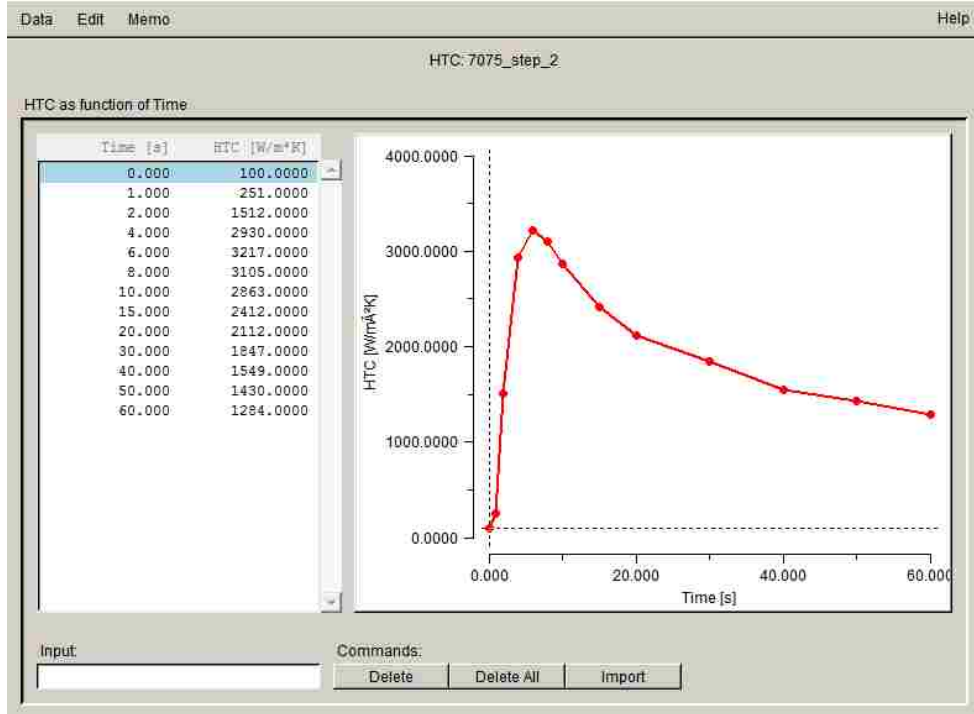 Data Edit Memo Help
HTC: 7075_step_2
HTC as function of Time
Time [s] HTC [W/m²K]
0.000 100.0000
1.000 251.0000
2.000 1512.0000
4.000 2930.0000
6.000 3217.0000
8.000 3105.0000
10.000 2863.0000
15.000 2412.0000
20.000 2112.0000
30.000 1847.0000
40.000 1549.0000
50.000 1430.0000
60.000 1284.0000
4000.0000
3000.0000
2000.0000
1000.0000
0.0000
HTC [W/mÂ²K]
0.000 20.000 40.000 60.000
Time [s]
Input:
Commands:
Delete Delete All Import